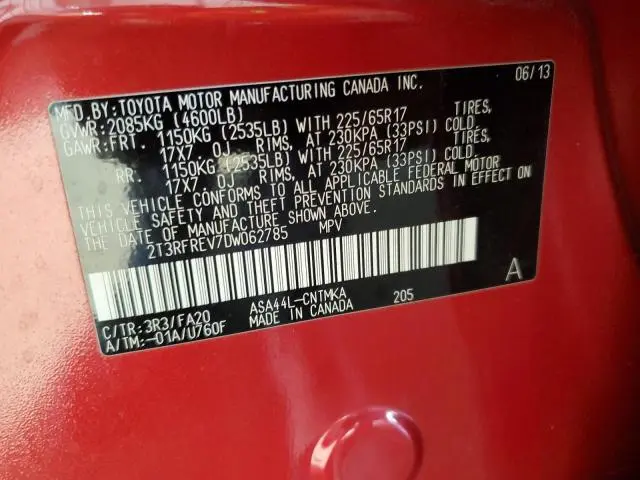 MFD.BY:TOYOTA MOTOR MANUFACTURING CANADA INC. 06/13
GVWR:2085KG (4600LB)
GAWR:FRT. 1150KG (2535LB) WITH 225/65R17 TIRES,
17X7 0J RIMS, AT 230KPA (33PSI) COLD
RR. 1150KG (2535LB) WITH 225/65R17 TIRES,
17X7 0J RIMS, AT 230KPA (33PSI) COLD.
THIS VEHICLE CONFORMS TO ALL APPLICABLE FEDERAL MOTOR
VEHICLE SAFETY AND THEFT PREVENTION STANDARDS IN EFFECT ON
THE DATE OF MANUFACTURE SHOWN ABOVE.
2T3RFREV7DW062785 MPV
A
C/TR:3R3/FA20 ASA44L-CNTMKA 205
A/TM:-01A/U760F MADE IN CANADA